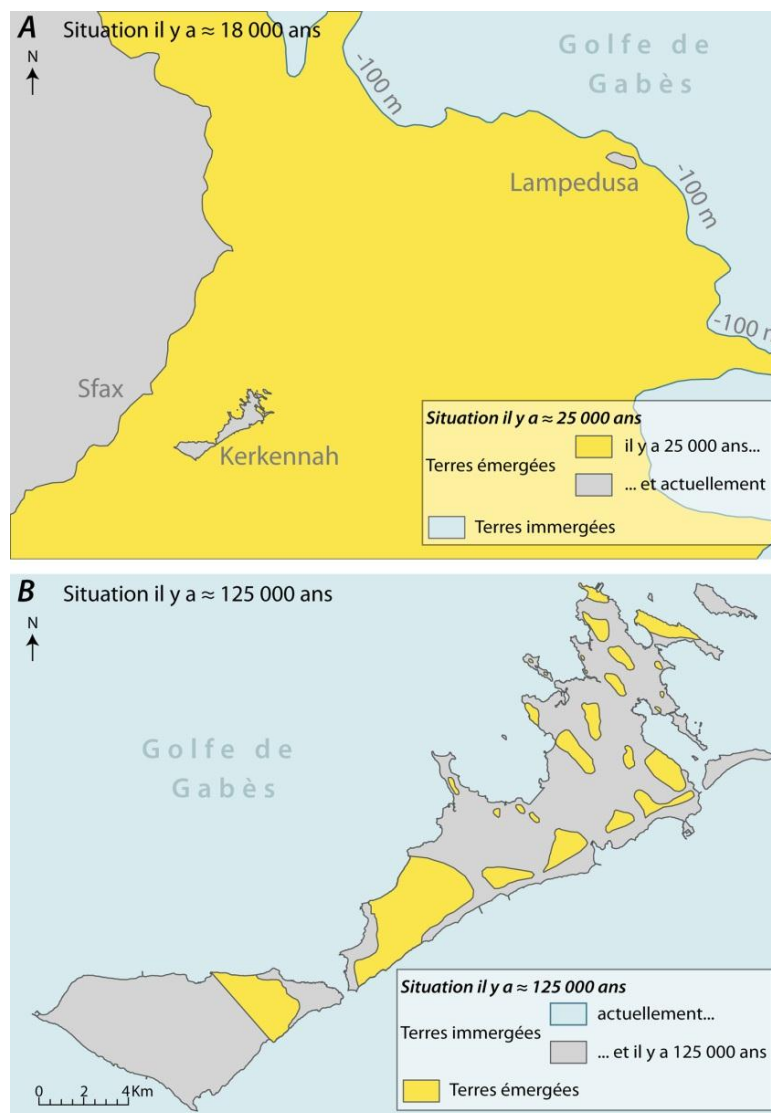 A Situation il y a ≈ 18 000 ans
N
Golfe de
Gabès
-100 m
Lampedusa
-100 m
-100 m
Sfax
Kerkennah
Situation il y a ≈ 25 000 ans
Terres émergées
il y a 25 000 ans...
... et actuellement
Terres immergées
B Situation il y a ≈ 125 000 ans
N
Golfe de
Gabès
Situation il y a ≈ 125 000 ans
Terres immergées
actuellement...
... et il y a 125 000 ans
Terres émergées
0 2 4 Km